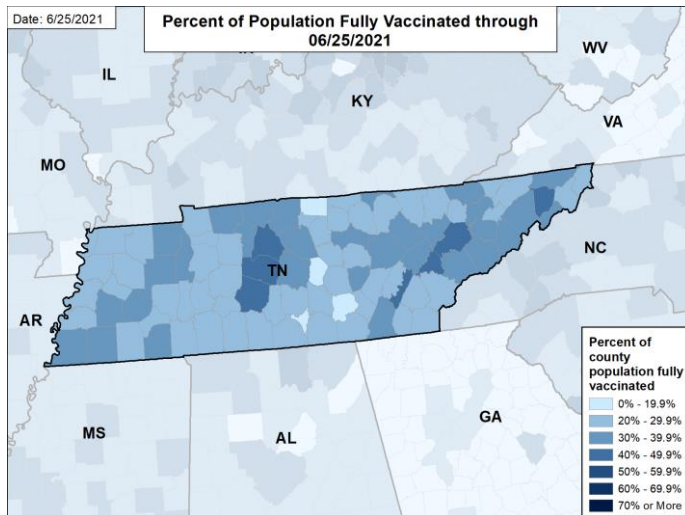 Date: 6/25/2021
Percent of Population Fully Vaccinated through
06/25/2021
WV
IL
KY
VA
MO
TN
NC
AR
MS
AL
GA
Percent of
county
population fully
vaccinated
0% - 19.9%
20% - 29.9%
30% - 39.9%
40% - 49.9%
50% - 59.9%
60% - 69.9%
70% or More